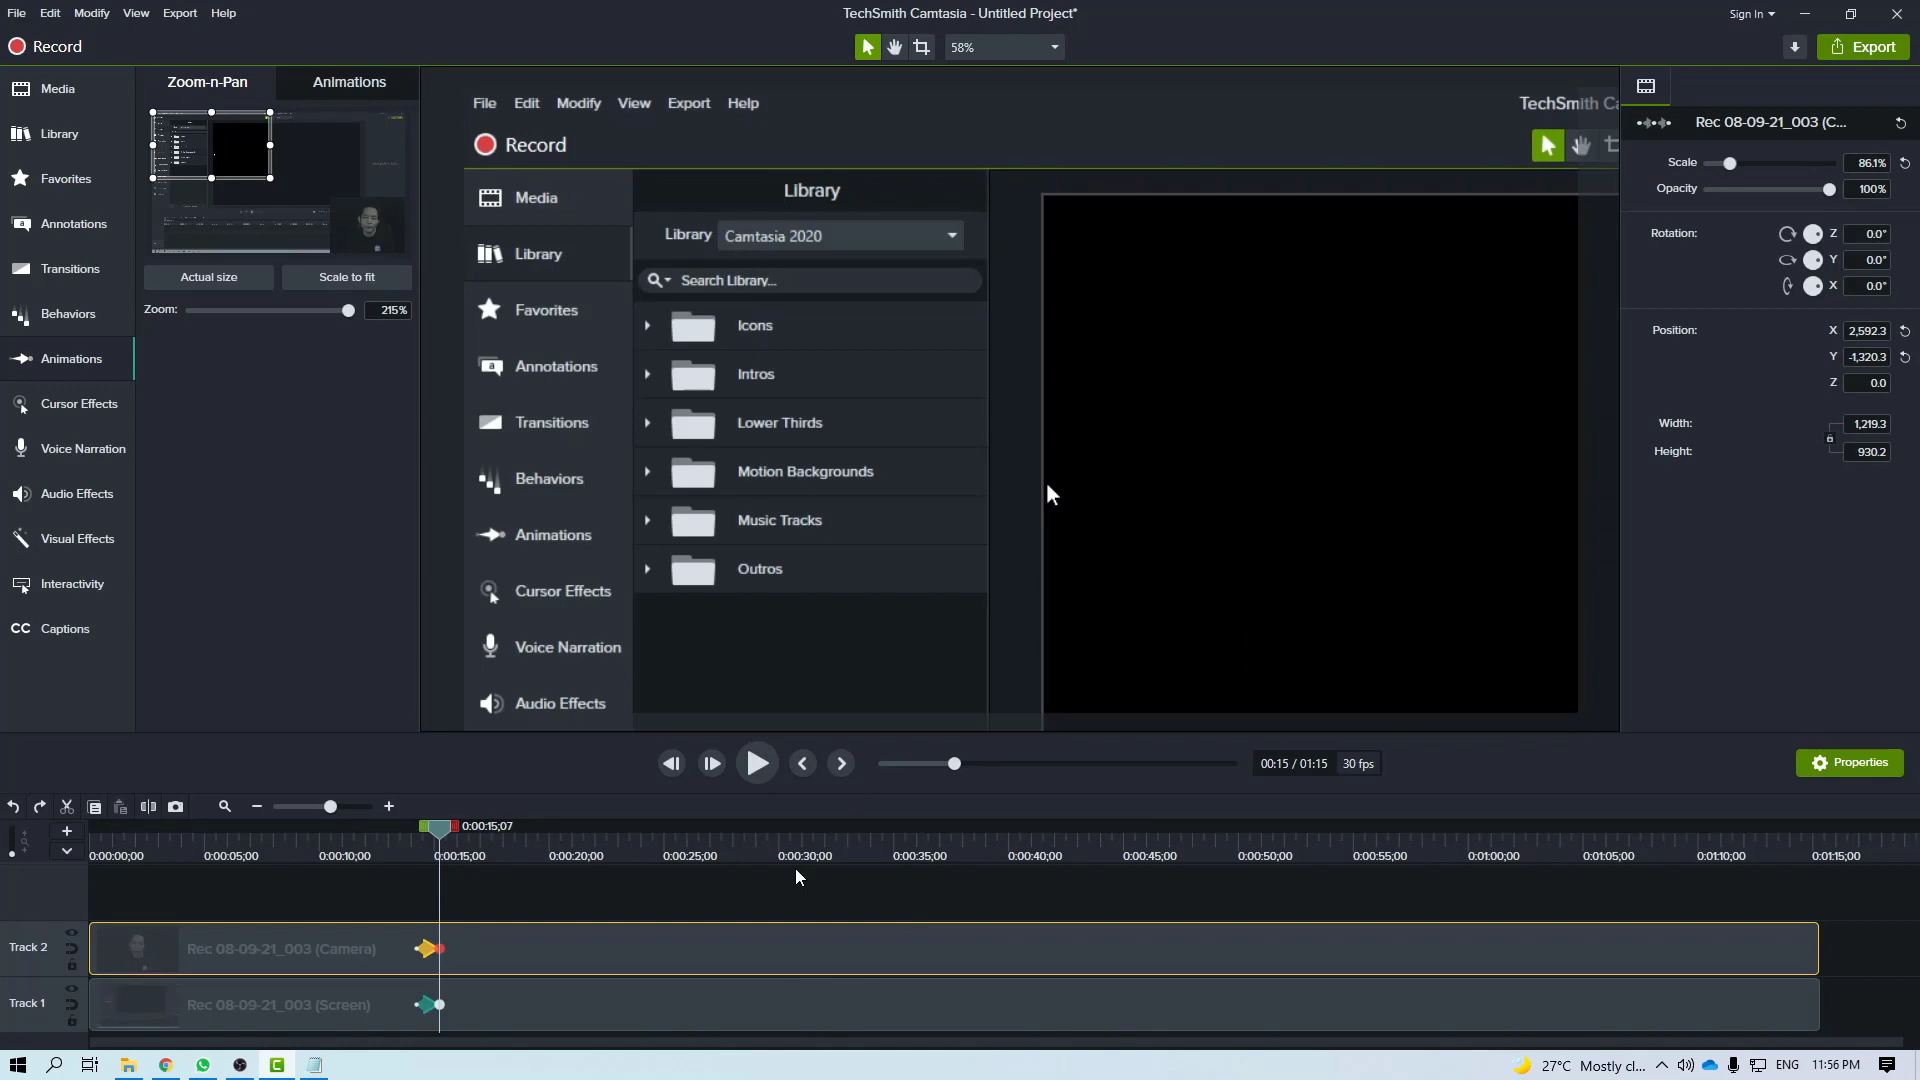 File Edit Modify View Export Help
TechSmith Camtasia - Untitled Project*
Sign In
Record
58%
Export
Media
Library
Favorites
Annotations
Transitions
Behaviors
Animations
Cursor Effects
Voice Narration
Audio Effects
Visual Effects
Interactivity
CC Captions
Zoom-n-Pan Animations
Actual size Scale to fit
Zoom: 215%
File Edit Modify View Export Help
TechSmith Ca
Record
Media
Library
Favorites
Annotations
Transitions
Behaviors
Animations
Cursor Effects
Voice Narration
Audio Effects
Library
Library Camtasia 2020
Search Library...
Icons
Intros
Lower Thirds
Motion Backgrounds
Music Tracks
Outros
Rec 08-09-21_003 (C...
Scale 86.1%
Opacity 100%
Rotation: Z 0.0°
Y 0.0°
X 0.0°
Position: X 2,592.3
Y -1,320.3
Z 0.0
Width: 1,219.3
Height: 930.2
00:15 / 01:15 30 fps
Properties
0:00:15;07
0:00:00;00 0:00:05;00 0:00:10;00 0:00:15;00 0:00:20;00 0:00:25;00 0:00:30;00 0:00:35;00 0:00:40;00 0:00:45;00 0:00:50;00 0:00:55;00 0:01:00;00 0:01:05;00 0:01:10;00 0:01:15;00
Track 2 Rec 08-09-21_003 (Camera)
Track 1 Rec 08-09-21_003 (Screen)
27°C Mostly cl... ENG 11:56 PM